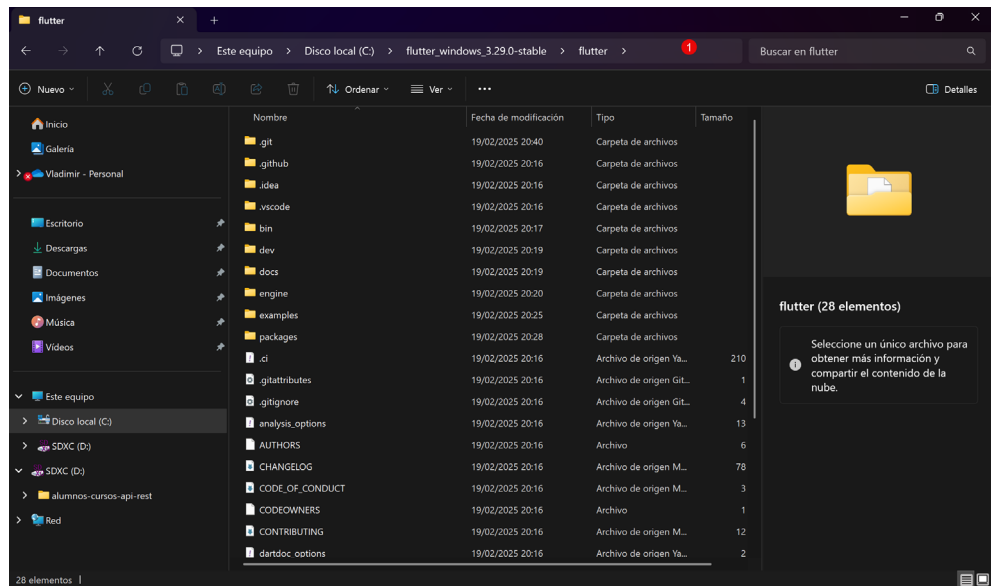 flutter
Este equipo > Disco local (C:) > flutter_windows_3.29.0-stable > flutter > 1 Buscar en flutter
Nuevo Ordenar Ver ... Detalles
Nombre Fecha de modificación Tipo Tamaño
Inicio
Galería
Vladimir - Personal
Escritorio
Descargas
Documentos
Imágenes
Música
Vídeos
Este equipo
Disco local (C:)
SDXC (D:)
SDXC (D:)
alumnos-cursos-api-rest
Red
.git 19/02/2025 20:40 Carpeta de archivos
.github 19/02/2025 20:16 Carpeta de archivos
.idea 19/02/2025 20:16 Carpeta de archivos
.vscode 19/02/2025 20:16 Carpeta de archivos
bin 19/02/2025 20:17 Carpeta de archivos
dev 19/02/2025 20:19 Carpeta de archivos
docs 19/02/2025 20:19 Carpeta de archivos
engine 19/02/2025 20:20 Carpeta de archivos
examples 19/02/2025 20:25 Carpeta de archivos
packages 19/02/2025 20:28 Carpeta de archivos
.ci 19/02/2025 20:16 Archivo de origen Ya... 210
.gitattributes 19/02/2025 20:16 Archivo de origen Git... 1
.gitignore 19/02/2025 20:16 Archivo de origen Git... 4
analysis_options 19/02/2025 20:16 Archivo de origen Ya... 13
AUTHORS 19/02/2025 20:16 Archivo 6
CHANGELOG 19/02/2025 20:16 Archivo de origen M... 78
CODE_OF_CONDUCT 19/02/2025 20:16 Archivo de origen M... 3
CODEOWNERS 19/02/2025 20:16 Archivo 1
CONTRIBUTING 19/02/2025 20:16 Archivo de origen M... 12
dartdoc_options 19/02/2025 20:16 Archivo de origen Ya... 2
flutter (28 elementos)
Seleccione un único archivo para
obtener más información y
compartir el contenido de la
nube.
28 elementos